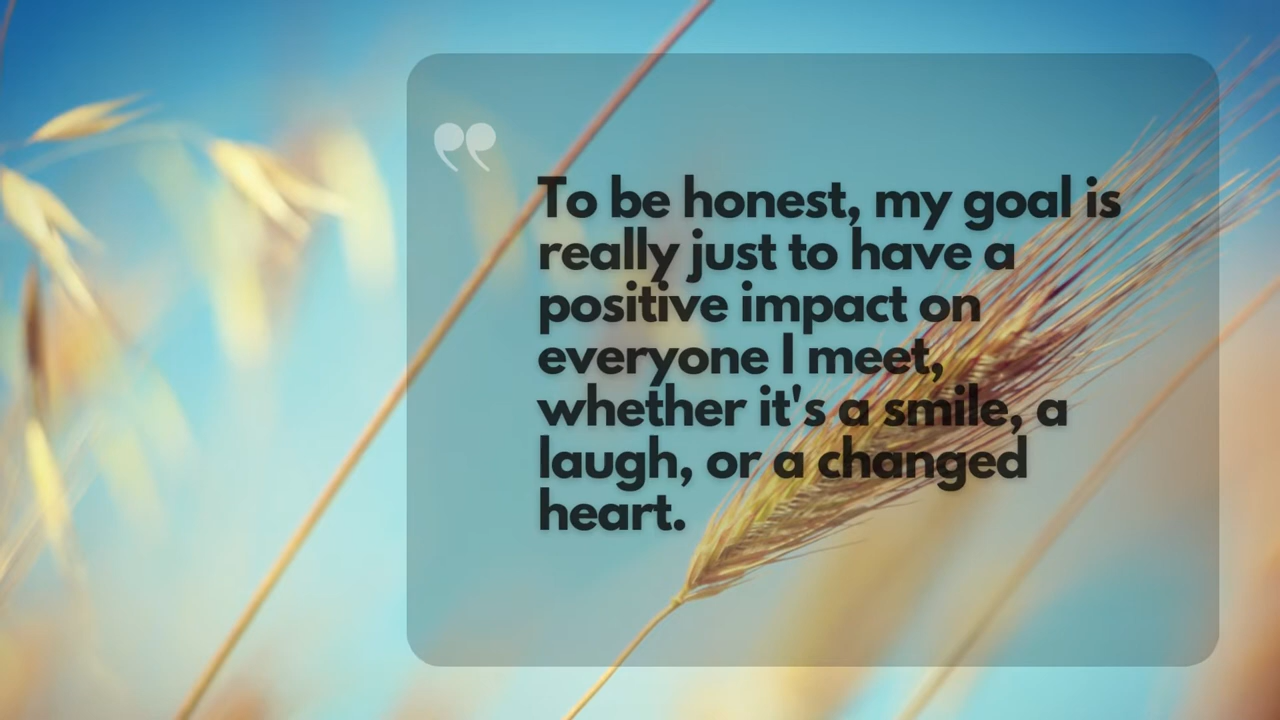 ”
To be honest, my goal is
really just to have a
positive impact on
everyone I meet,
whether it's a smile, a
laugh, or a changed
heart.